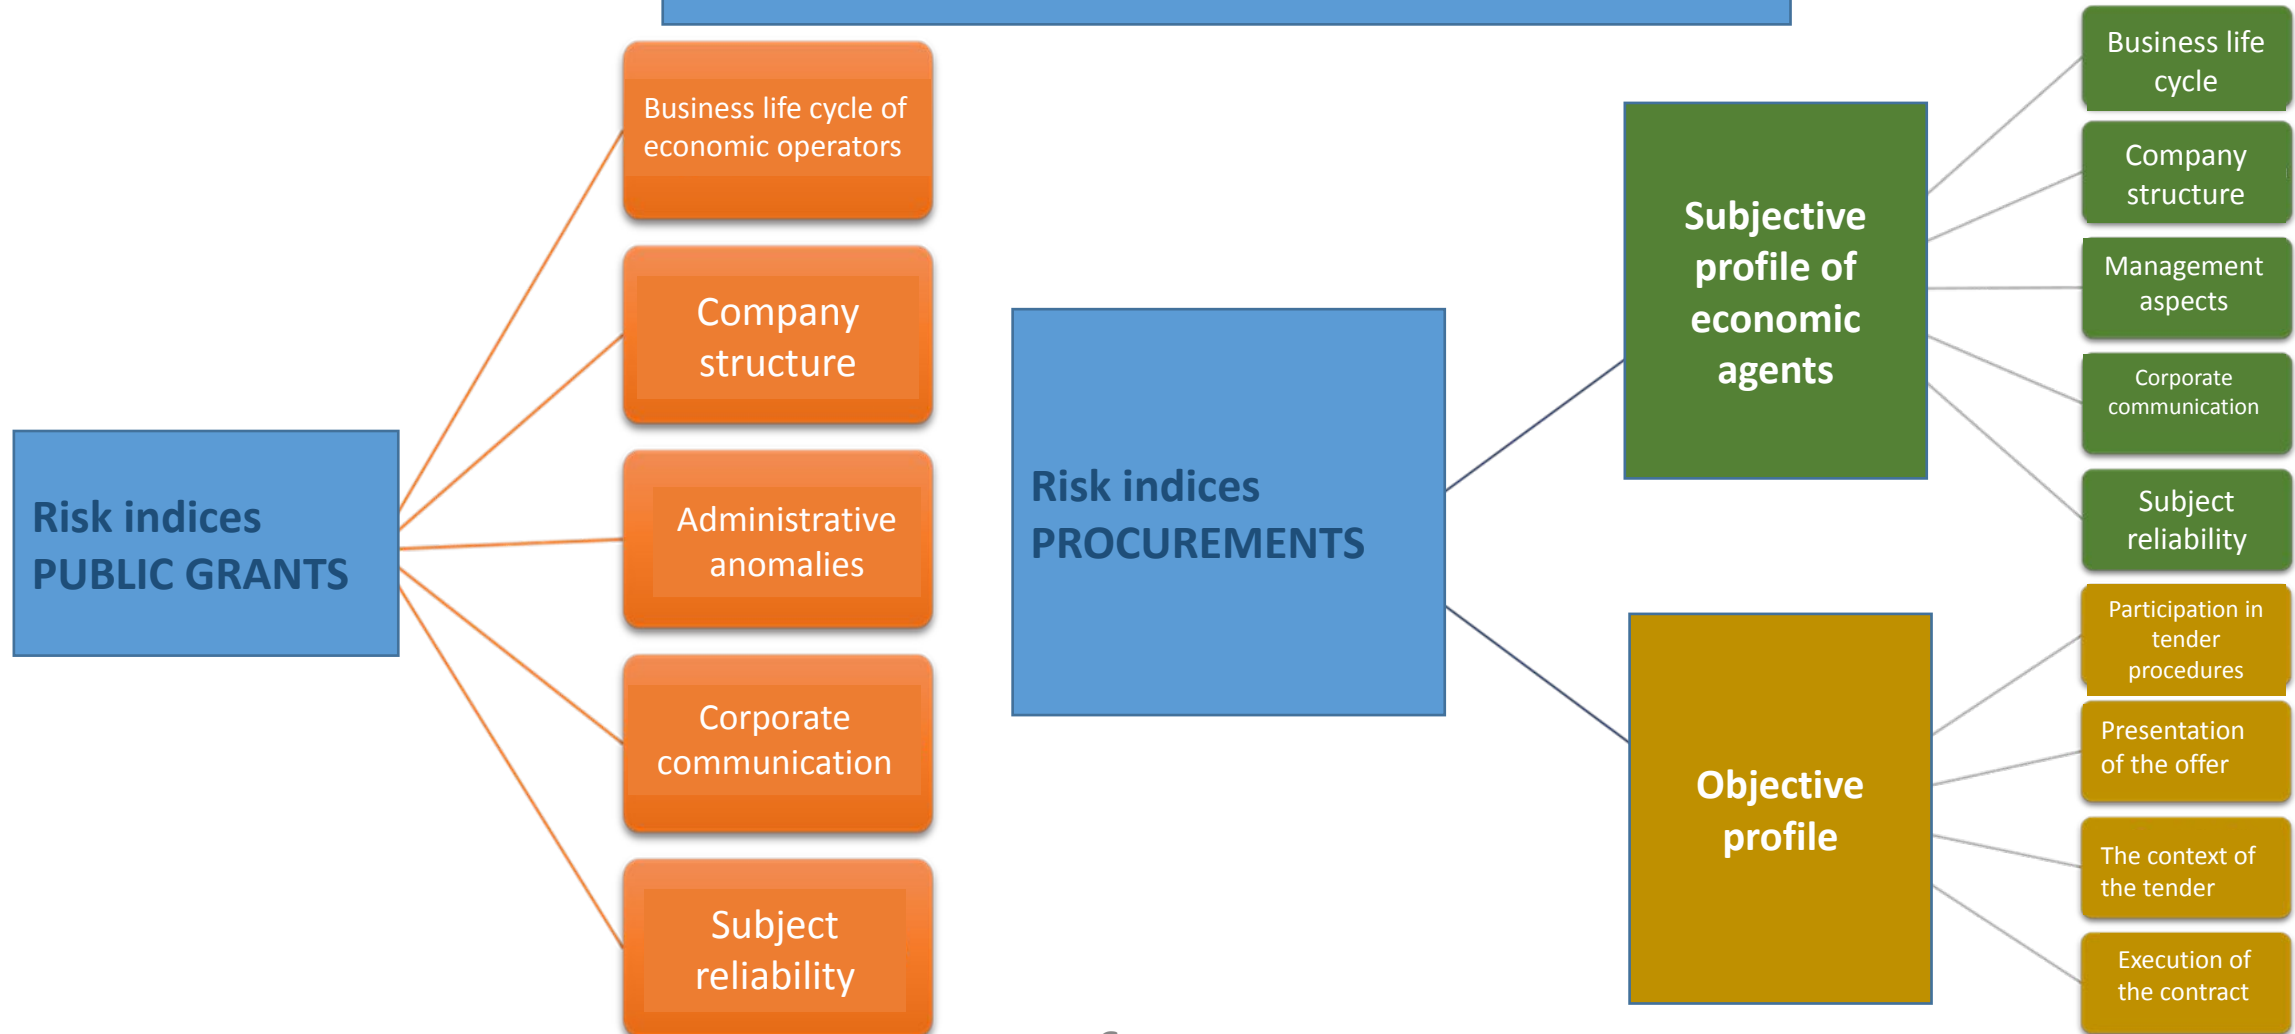 Risk indices
PUBLIC GRANTS
Business life cycle of
economic operators
Company
structure
Administrative
anomalies
Corporate
communication
Subject
reliability
Risk indices
PROCUREMENTS
Subjective
profile of
economic
agents
Business life
cycle
Company
structure
Management
aspects
Corporate
communication
Subject
reliability
Objective
profile
Participation in
tender
procedures
Presentation
of the offer
The context of
the tender
Execution of
the contract